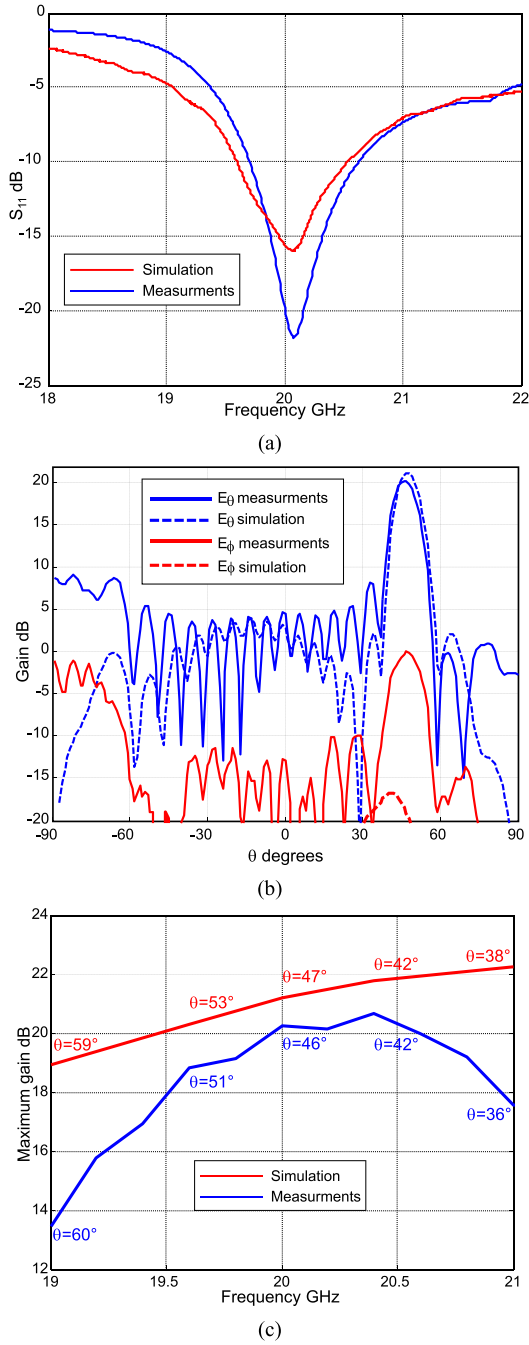 0
-5
-10
-15
-20
-25
S11 dB
Simulation
Measurments
18
19
20
21
22
Frequency GHz
(a)
20
15
10
5
0
-5
-10
-15
-20
Gain dB
Eθ measurments
Eθ simulation
Eϕ measurments
Eϕ simulation
-90
-60
-30
0
30
60
90
θ degrees
(b)
24
22
20
18
16
14
12
Maximum gain dB
θ=59°
θ=53°
θ=47°
θ=42°
θ=38°
θ=60°
θ=51°
θ=46°
θ=42°
θ=36°
Simulation
Measurments
19
19.5
20
20.5
21
Frequency GHz
(c)